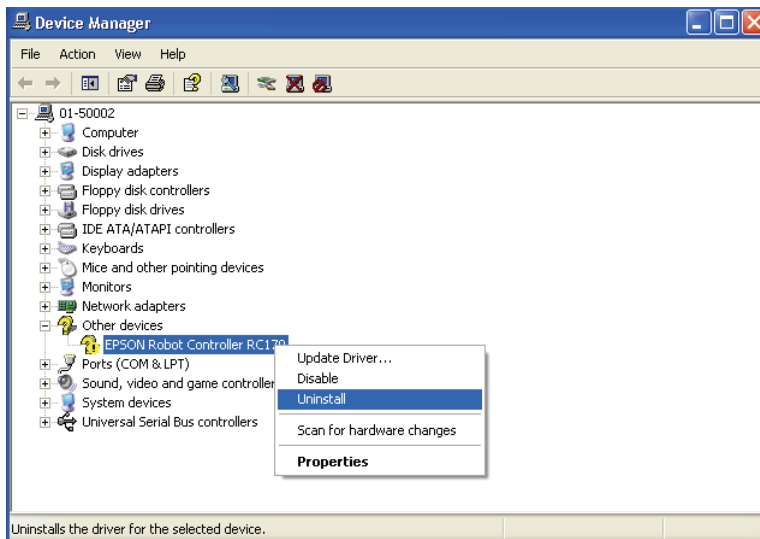 Device Manager
File Action View Help
01-50002
Computer
Disk drives
Display adapters
Floppy disk controllers
Floppy disk drives
IDE ATA/ATAPI controllers
Keyboards
Mice and other pointing devices
Monitors
Network adapters
Other devices
EPSON Robot Controller RC170
Ports (COM & LPT)
Sound, video and game controller
System devices
Universal Serial Bus controllers
Update Driver...
Disable
Uninstall
Scan for hardware changes
Properties
Uninstalls the driver for the selected device.